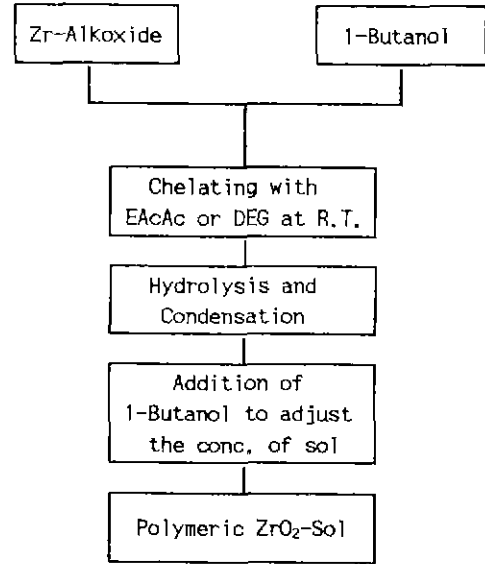 Zr-Alkoxide
1-Butanol
Chelating with
EAcAc or DEG at R.T.
Hydrolysis and
Condensation
Addition of
1-Butanol to adjust
the conc. of sol
Polymeric ZrO₂-Sol